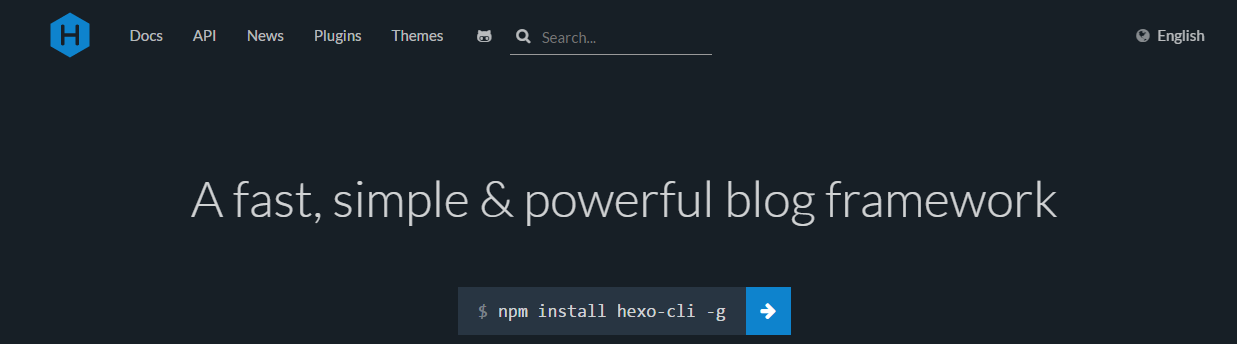 H Docs API News Plugins Themes Search... English
A fast, simple & powerful blog framework
$ npm install hexo-cli -g